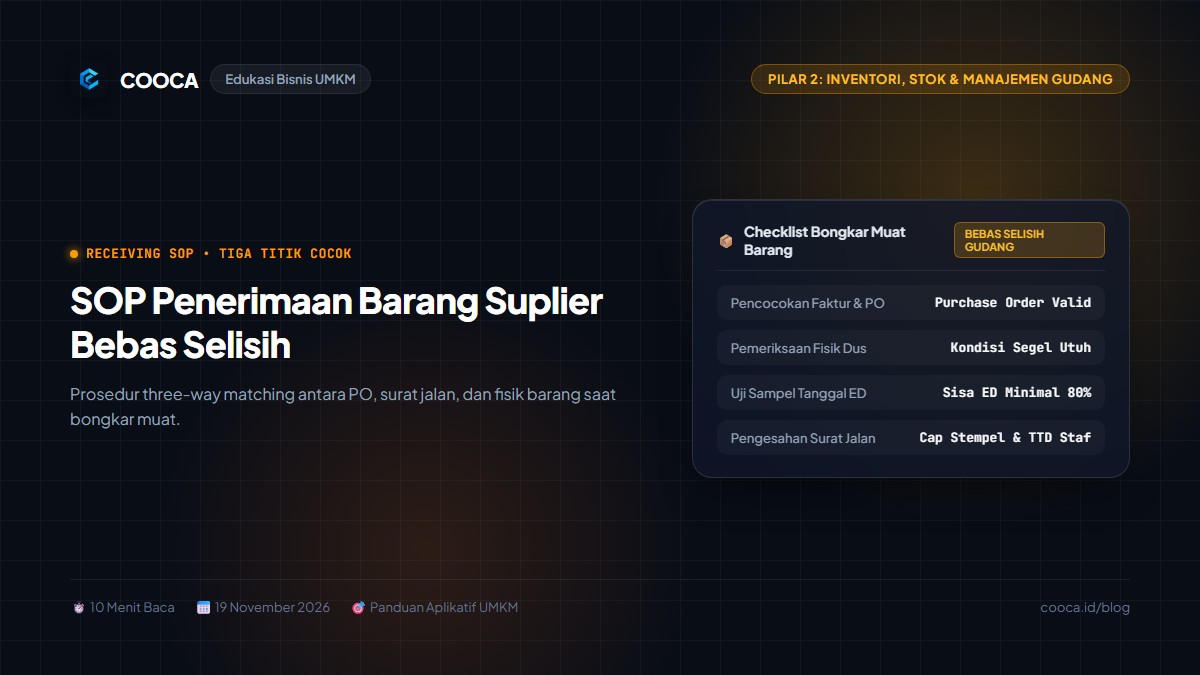 COOCA
Edukasi Bisnis UMKM
PILAR 2: INVENTORI, STOK & MANAJEMEN GUDANG
RECEIVING SOP • TIGA TITIK COCOK
SOP Penerimaan Barang Suplier
Bebas Selisih
Prosedur three-way matching antara PO, surat jalan, dan fisik barang saat
bongkar muat.
Checklist Bongkar Muat
Barang
BEBAS SELISIH
GUDANG
Pencocokan Faktur & PO
Purchase Order Valid
Pemeriksaan Fisik Dus
Kondisi Segel Utuh
Uji Sampel Tanggal ED
Sisa ED Minimal 80%
Pengesahan Surat Jalan
Cap Stempel & TTD Staf
10 Menit Baca
19 November 2026
Panduan Aplikatif UMKM
cooca.id/blog